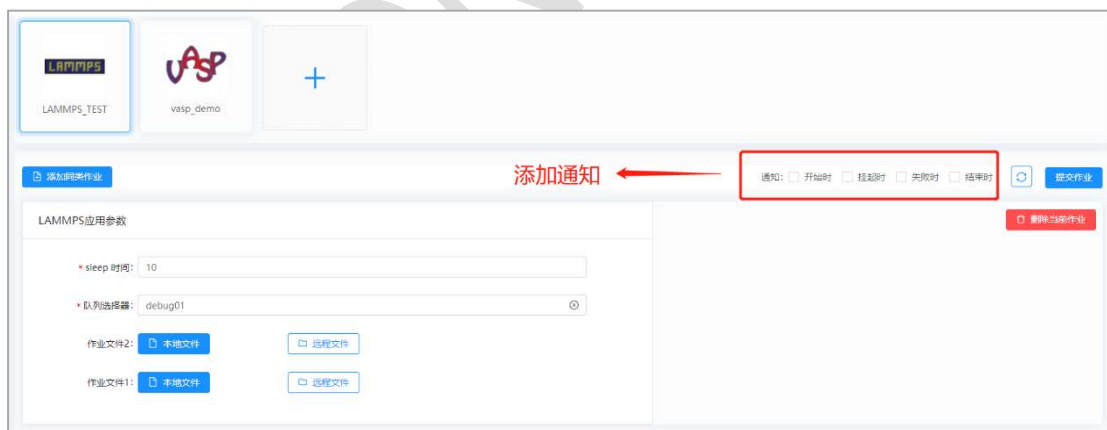 LAMMPS
VASP
LAMMPS_TEST
vasp_demo
添加同类作业
添加通知
通知: 开始时 挂起时 失败时 结束时
提交作业
LAMMPS应用参数
删除当前作业
* sleep 时间: 10
* 队列选择器: debug01
作业文件2: 本地文件 远程文件
作业文件1: 本地文件 远程文件